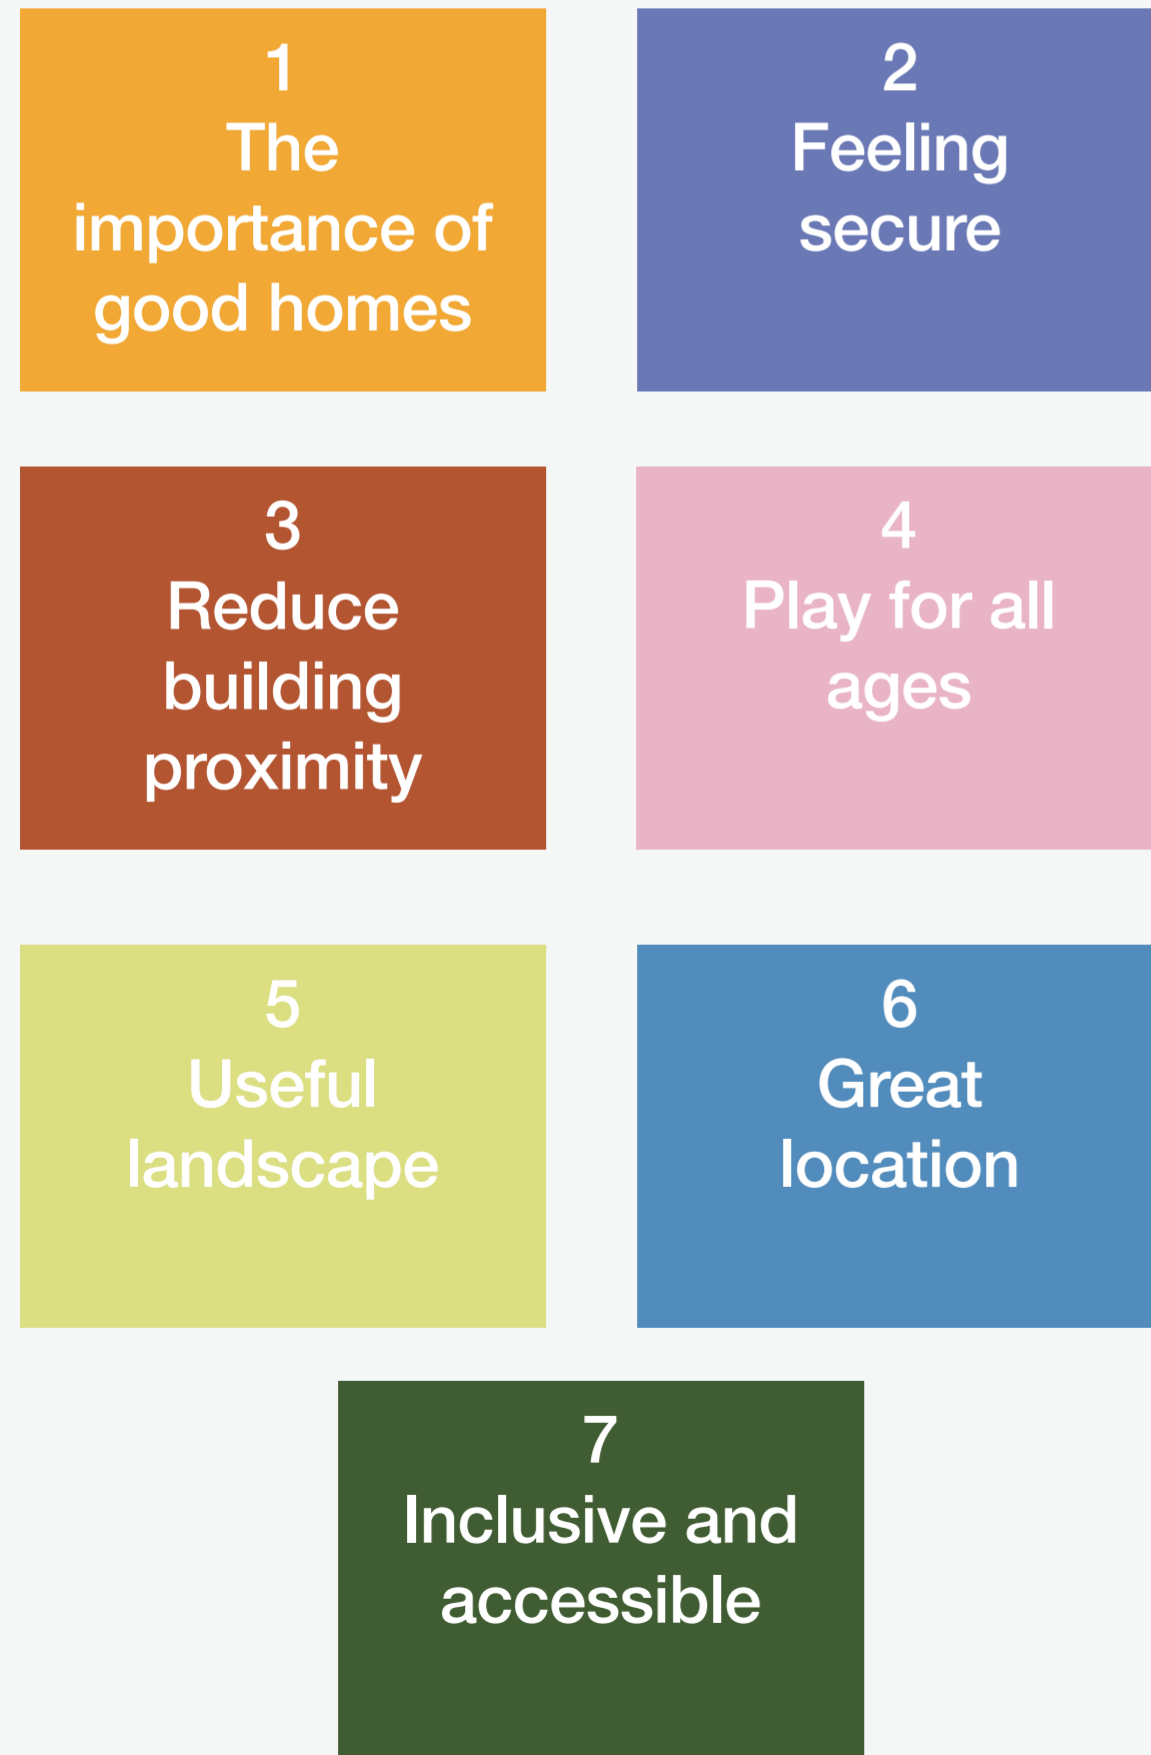 1
The
importance of
good homes
2
Feeling
secure
3
Reduce
building
proximity
4
Play for all
ages
5
Useful
landscape
6
Great
location
7
Inclusive and
accessible